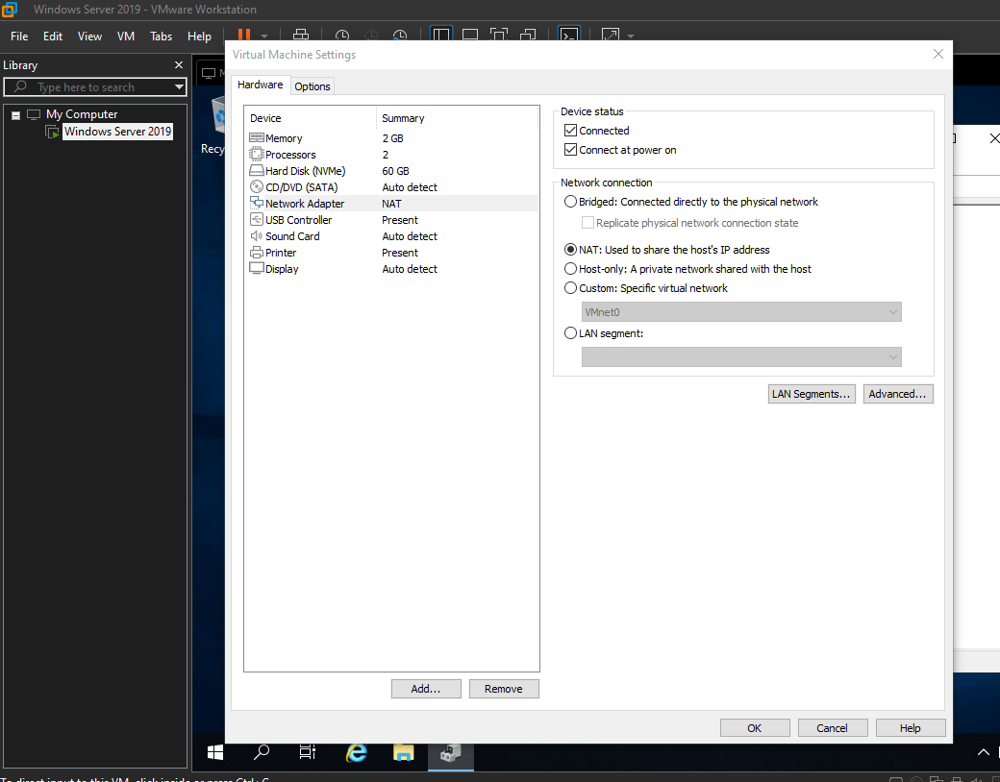 Windows Server 2019 - VMware Workstation
File Edit View VM Tabs Help
Library
Type here to search
My Computer
Windows Server 2019
Virtual Machine Settings
Hardware Options
Device Summary
Memory 2 GB
Processors 2
Hard Disk (NVMe) 60 GB
CD/DVD (SATA) Auto detect
Network Adapter NAT
USB Controller Present
Sound Card Auto detect
Printer Present
Display Auto detect
Add... Remove
Device status
Connected
Connect at power on
Network connection
Bridged: Connected directly to the physical network
Replicate physical network connection state
NAT: Used to share the host's IP address
Host-only: A private network shared with the host
Custom: Specific virtual network
VMnet0
LAN segment:
LAN Segments... Advanced...
OK Cancel Help
Recy
To direct input to this VM, click inside or press Ctrl+G